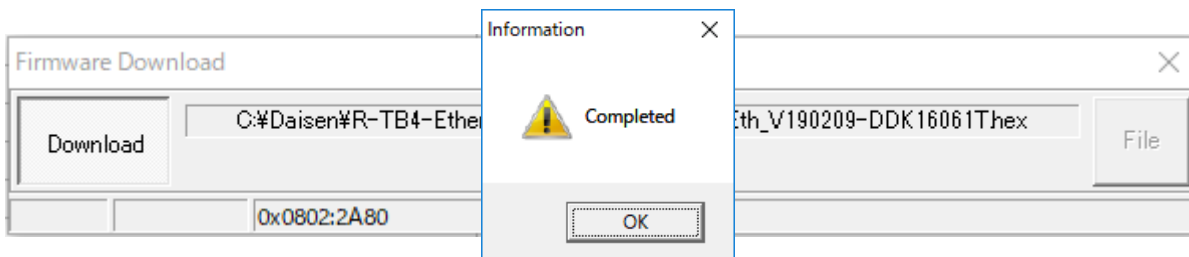 Information
Firmware Download
Completed
Download
C:¥Daisen¥R-TB4-Ether
Eth_V190209-DDK16061T.hex
File
0x0802:2A80
OK